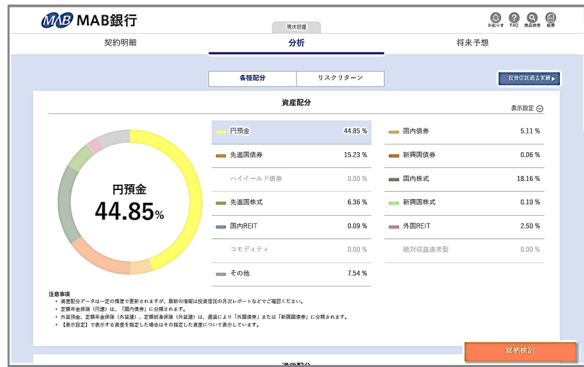 MAB MAB銀行
現状把握
お知らせ FAQ 商品検索 結果
契約明細 分析 将来予想
各種配分 リスクリターン
投資信託過去実績▶
資産配分
表示設定
円預金 44.85%
円預金 44.85 % 国内債券 5.11 %
先進国債券 15.23 % 新興国債券 0.06 %
ハイイールド債券 0.00 % 国内株式 18.16 %
先進国株式 6.36 % 新興国株式 0.10 %
国内REIT 0.09 % 外国REIT 2.50 %
コモディティ 0.00 % 絶対収益追求型 0.00 %
その他 7.54 %
注意事項
• 資産配分データは一定の頻度で更新されますが、最新の情報は投資信託の月次レポートなどでご確認ください。
• 定額年金保険（円建）は、「国内債券」に分類されます。
• 外貨預金、定額年金保険（外貨建）、定額終身保険（外貨建）は、通貨により「外国債券」または「新興国債券」に分類されます。
• 【表示設定】で表示する資産を指定した場合はその指定した資産について表示しています。
銘柄検討